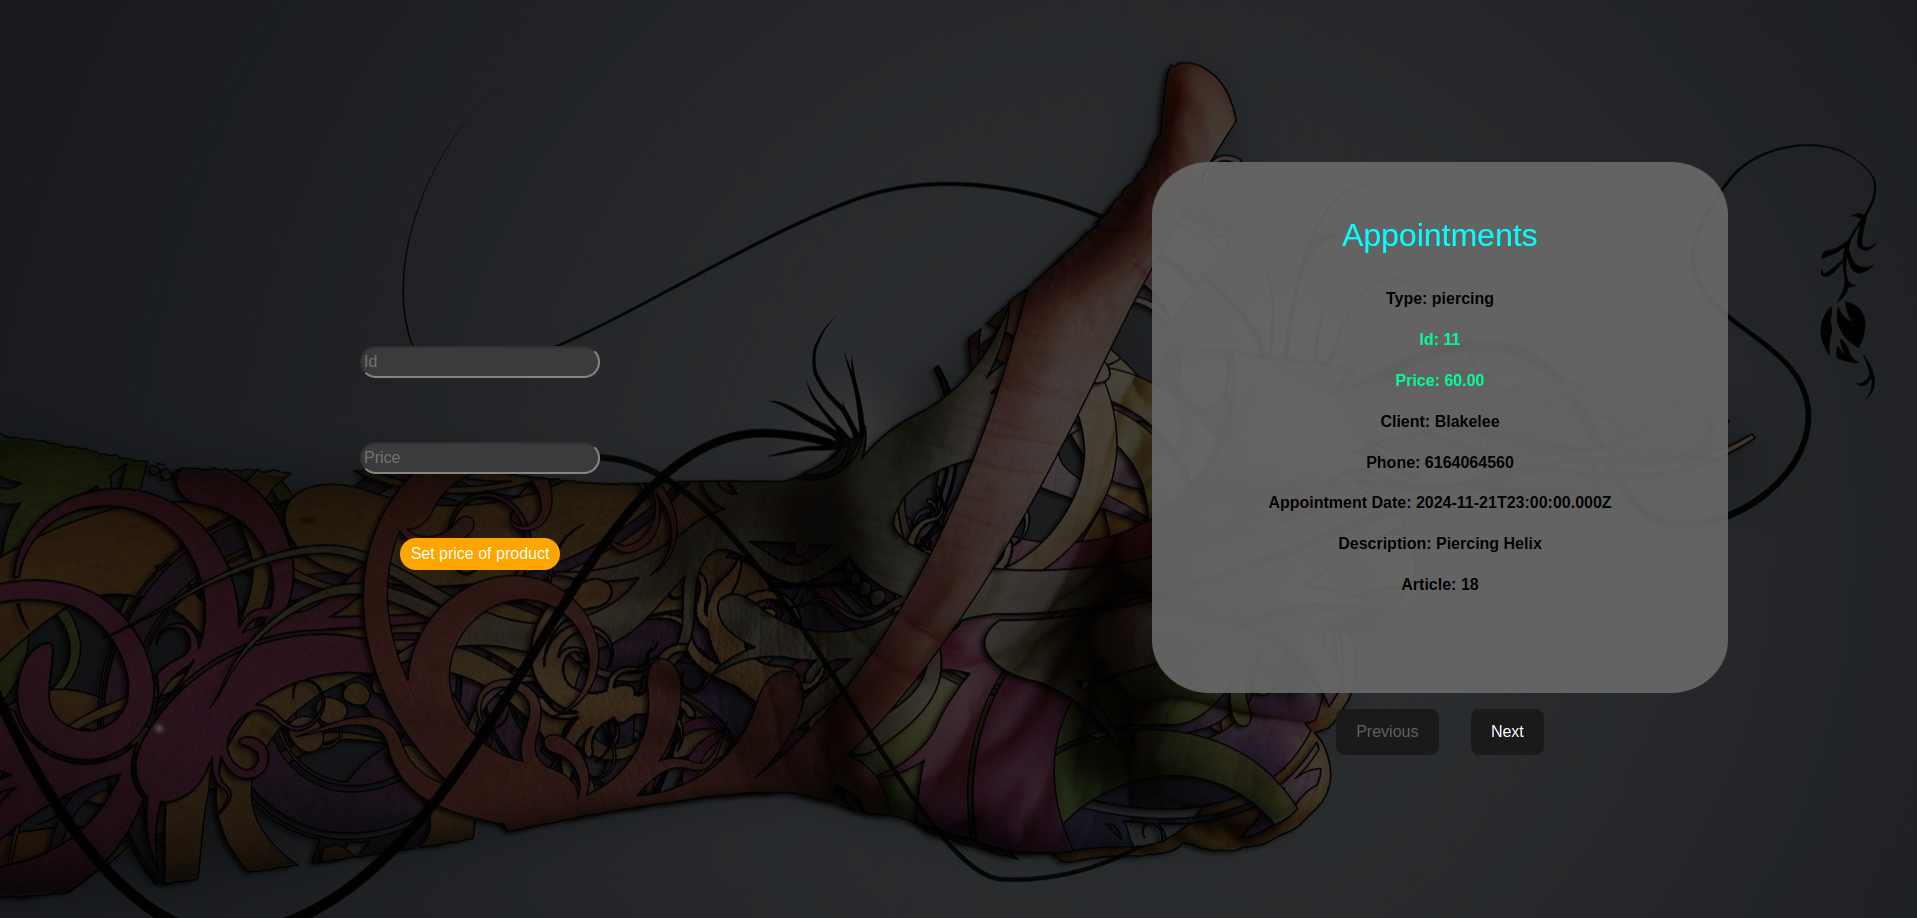 Id
Price
Set price of product
Appointments
Type: piercing
Id: 11
Price: 60.00
Client: Blakelee
Phone: 6164064560
Appointment Date: 2024-11-21T23:00:00.000Z
Description: Piercing Helix
Article: 18
Previous
Next